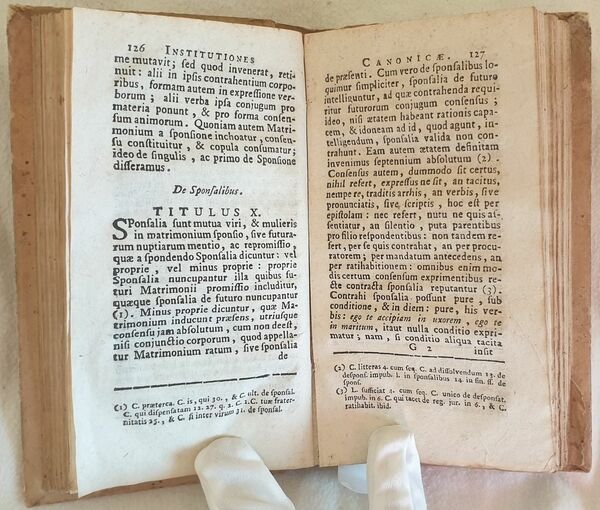 126 INSTITUTIONES
me mutavit; sed quod invenerat, reti-
nuit: alii in ipsis contrahentium corpo-
ribus, formam autem in expressione ver-
borum; alii verba ipsa conjugum pro
materia ponunt, & pro forma consen-
sum animorum. Quoniam autem Matri-
monium a sponsione inchoatur, consen-
su constituitur, & copula consumatur;
ideo de singulis, ac primo de Sponsione
disseramus.
De Sponsalibus.
TITULUS X.
SPonsalia sunt mutua viri, & mulieris
in matrimonium sponsio, sive futura-
rum nuptiarum mentio, ac repromissio,
quæ a spondendo Sponsalia dicuntur: vel
proprie, vel minus proprie: proprie
Sponsalia nuncupantur illa quibus fu-
turi Matrimonii promissio includitur,
quæque sponsalia de futuro nuncupantur
(1). Minus proprie dicuntur, quæ Ma-
trimonium inducunt præsens, utriusque
consensu jam absolutum, cum non deest,
nisi conjunctio corporum, quod appella-
tur Matrimonium ratum, sive sponsalia
de
(1) C. præterea. C. is, qui 30., & C. ult. de sponsal.
C. qui dispensatam 12. 27. q. 2. C. 1.C. tuæ frater-
nitatis 25., & C. si inter virum 31. de sponsal.
CANONICÆ. 127
de præsenti. Cum vero de sponsalibus lo-
quimur simpliciter, sponsalia de futuro
intelliguntur, ad quæ contrahenda requi-
ritur futurorum conjugum consensus;
ideo, nisi ætatem habeant rationis capa-
cem, & idoneam ad id, quod agunt, in-
telligendum, sponsalia valida non con-
trahunt. Eam autem ætatem definitam
invenimus septennium absolutum (2).
Consensus autem, dummodo sit certus,
nihil refert, expressus ne sit, an tacitus,
nempe re, traditis arrhis, an verbis, sive
pronunciatis, sive scriptis, hoc est per
epistolam: nec refert, nutu ne quis as-
sentiatur, an silentio, puta parentibus
pro filio respondentibus: non tandem re-
fert, per se quis contrahat, an per procu-
ratorem; per mandatum antecedens, an
per ratihabitionem: omnibus enim mo-
dis certum consensum exprimentibus re-
cte contracta sponsalia reputantur (3).
Contrahi sponsalia possunt pure, sub
conditione, & in diem: pure, his ver-
bis: ego te accipiam in uxorem, ego te
in maritum, itaut nulla conditio expri-
matur; nam, si conditio aliqua tacita
G 2 insit
(2) C. litteras 4. cum seq. C. ad dissolvendum 13. de
despons. impub. l. in sponsalibus 14. in fin. ff. de
spons.
(3) L. sufficit 4. cum seq. C. unico de desponsat.
impub. in 6. C. qui tacet de reg. jur. in 6., & C.
ratihabit. ibid.